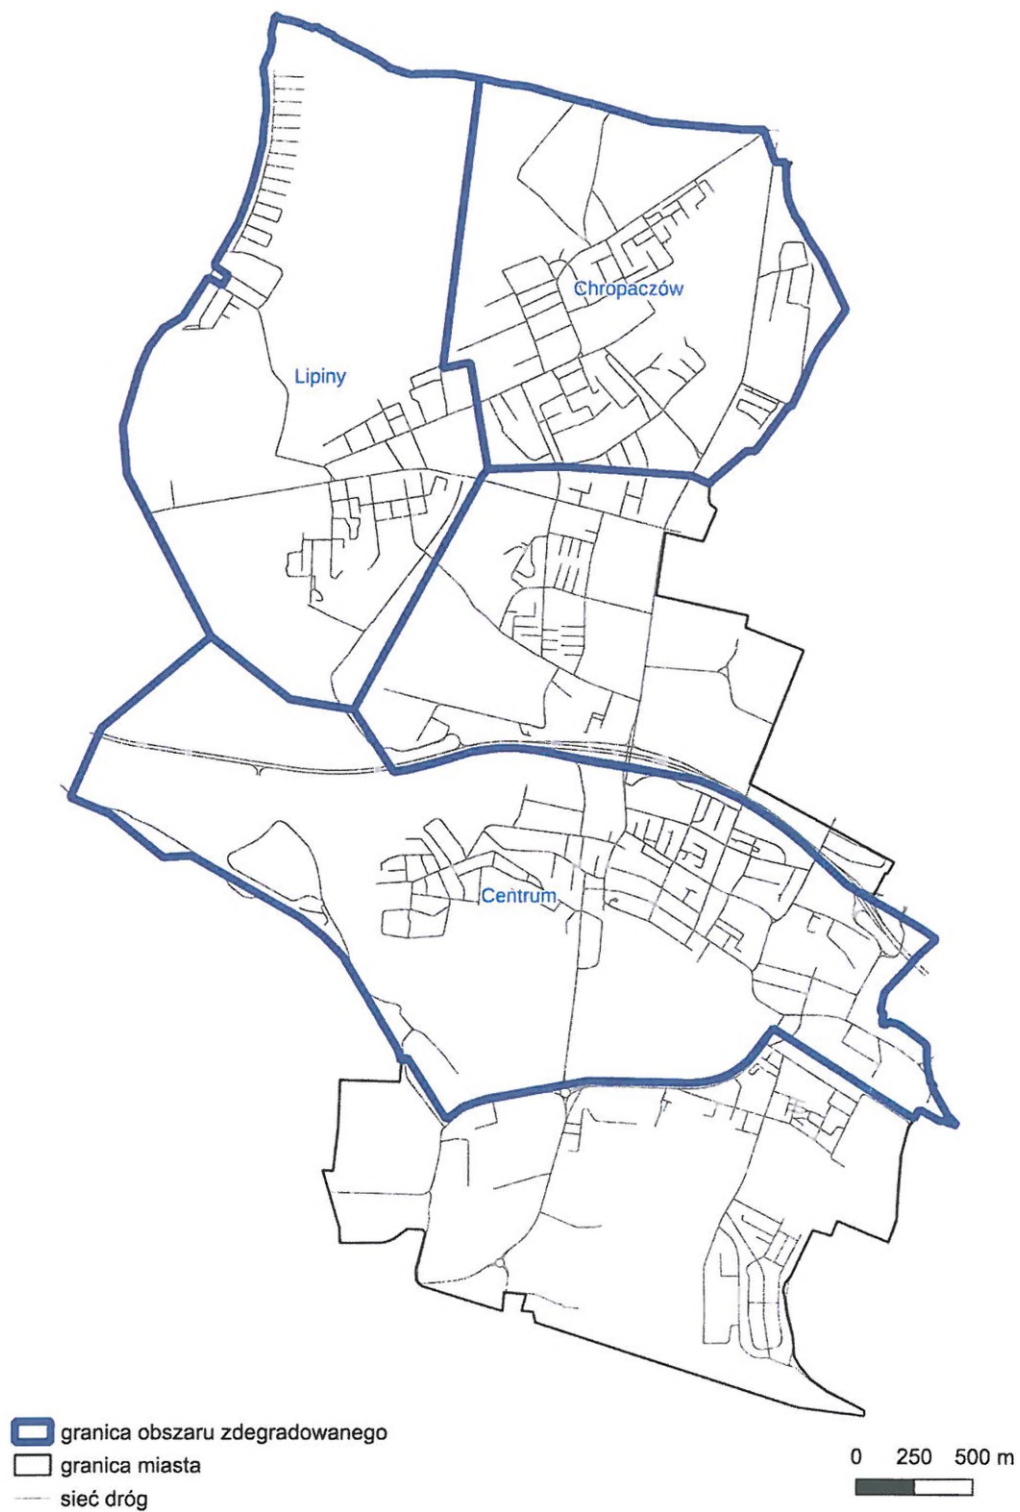 Chropaczów
Lipiny
Centrum
granica obszaru zdegradowanego
granica miasta
sieć dróg
0 250 500 m